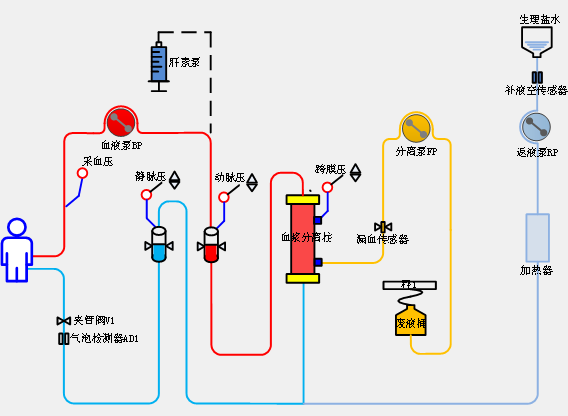 生理盐水
肝素泵
补液空传感器
血液泵BP
分离泵FP
返液泵RP
采血压
静脉压
动脉压
跨膜压
血浆分离柱
漏血传感器
加热器
秤1
夹管阀V1
废液桶
气泡检测器AD1